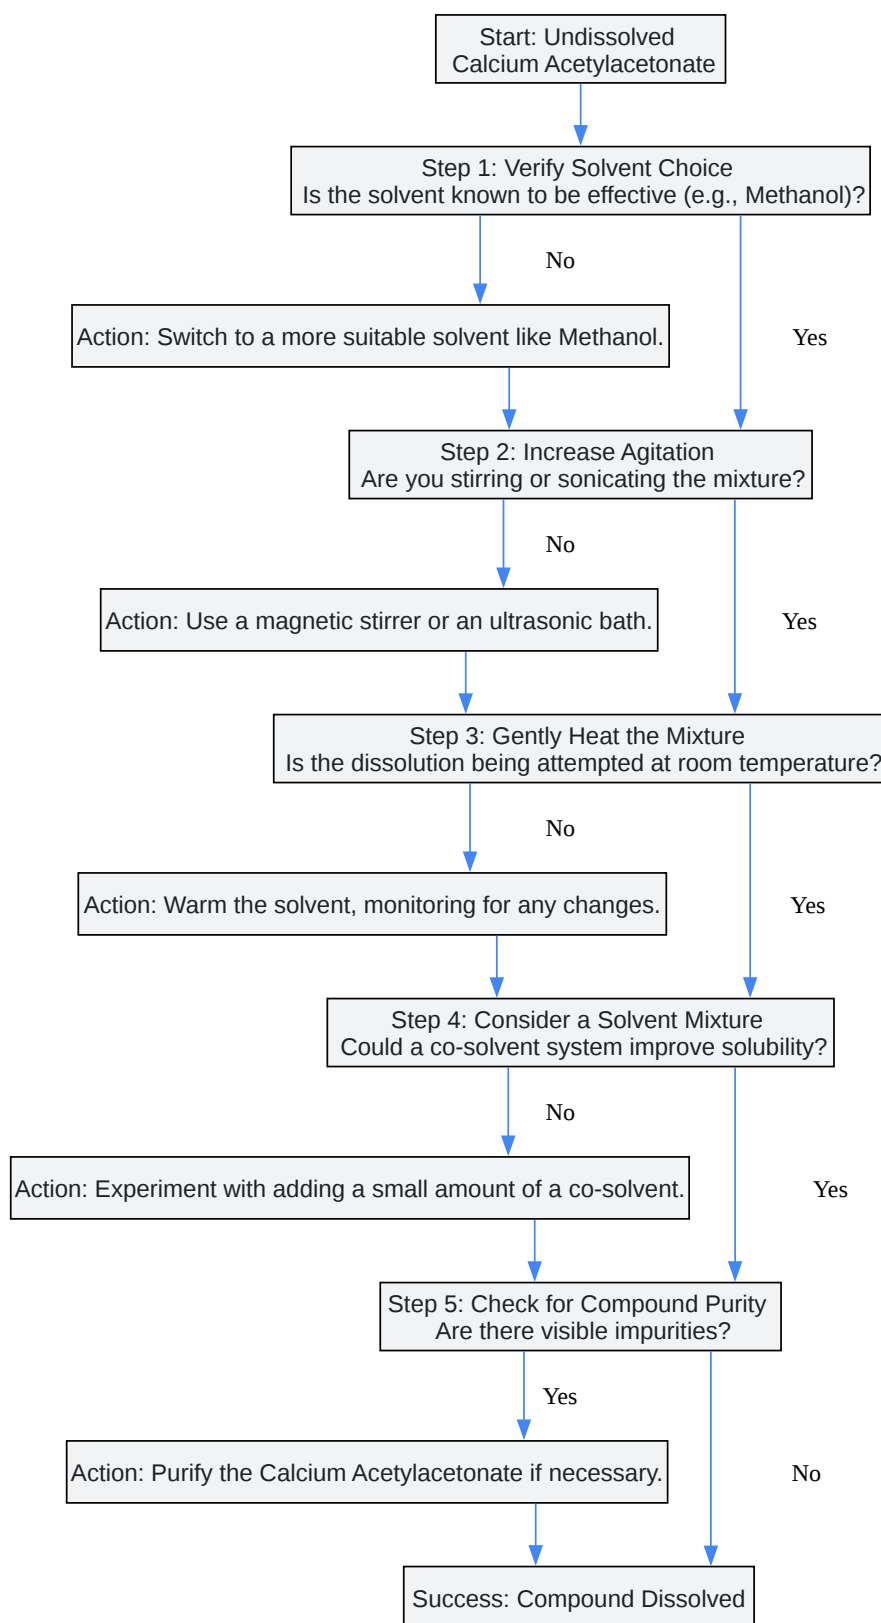 Start: Undissolved
Calcium Acetylacetonate
Step 1: Verify Solvent Choice
Is the solvent known to be effective (e.g., Methanol)?
No
Action: Switch to a more suitable solvent like Methanol.
Yes
Step 2: Increase Agitation
Are you stirring or sonicating the mixture?
No
Action: Use a magnetic stirrer or an ultrasonic bath.
Yes
Step 3: Gently Heat the Mixture
Is the dissolution being attempted at room temperature?
No
Action: Warm the solvent, monitoring for any changes.
Yes
Step 4: Consider a Solvent Mixture
Could a co-solvent system improve solubility?
No
Action: Experiment with adding a small amount of a co-solvent.
Yes
Step 5: Check for Compound Purity
Are there visible impurities?
Yes
Action: Purify the Calcium Acetylacetonate if necessary.
No
Success: Compound Dissolved